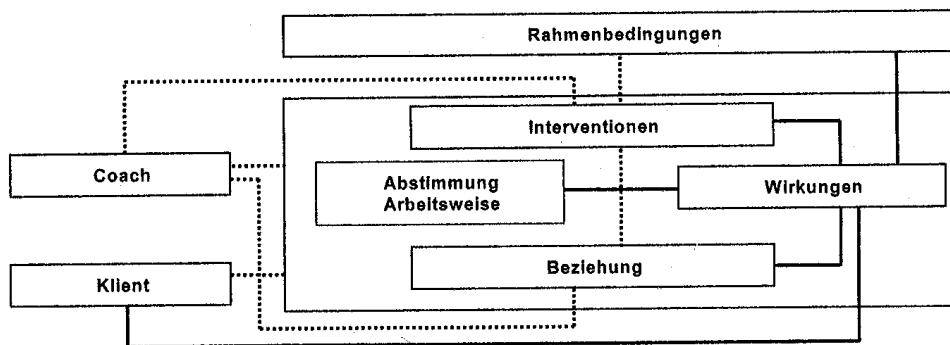 Rahmenbedingungen
Interventionen
Coach
Abstimmung
Arbeitsweise
Wirkungen
Klient
Beziehung